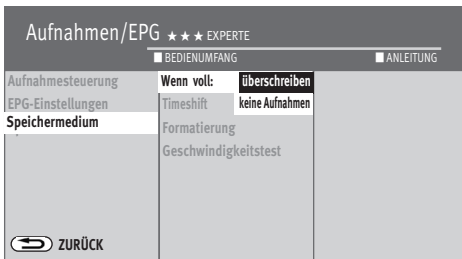 Aufnahmen/EPG ★★★ EXPERTE
BEDIENUMFANG ANLEITUNG
Aufnahmesteuerung Wenn voll: überschreiben
EPG-Einstellungen Timeshift keine Aufnahmen
Speichermedium Formatierung
Geschwindigkeitstest
ZURÜCK